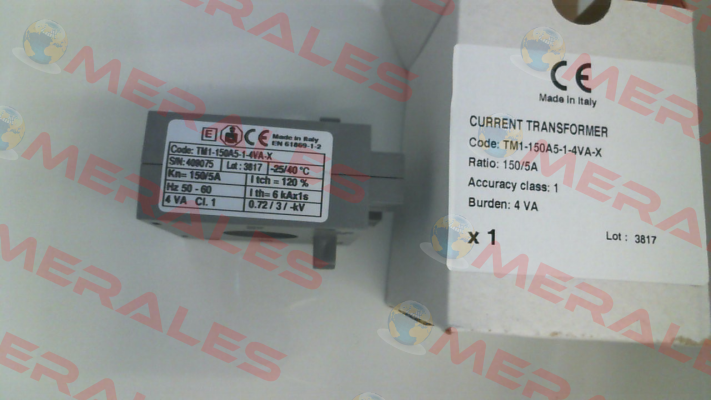 E CE Made in Italy
EN 61869-1-2
Code: TM1-150A5-1-4VA-X
S/N: 409075 Lot: 3817 -25/40 °C
Kn= 150/5A I tch= 120 %
Hz 50 - 60 I th= 6 kAx1s
4 VA Cl. 1 0.72 / 3 / -kV
CE
Made in Italy
CURRENT TRANSFORMER
Code: TM1-150A5-1-4VA-X
Ratio: 150/5A
Accuracy class: 1
Burden: 4 VA
x 1
Lot : 3817
MERALES
MERALES
MERALES
MERALES
MERALES